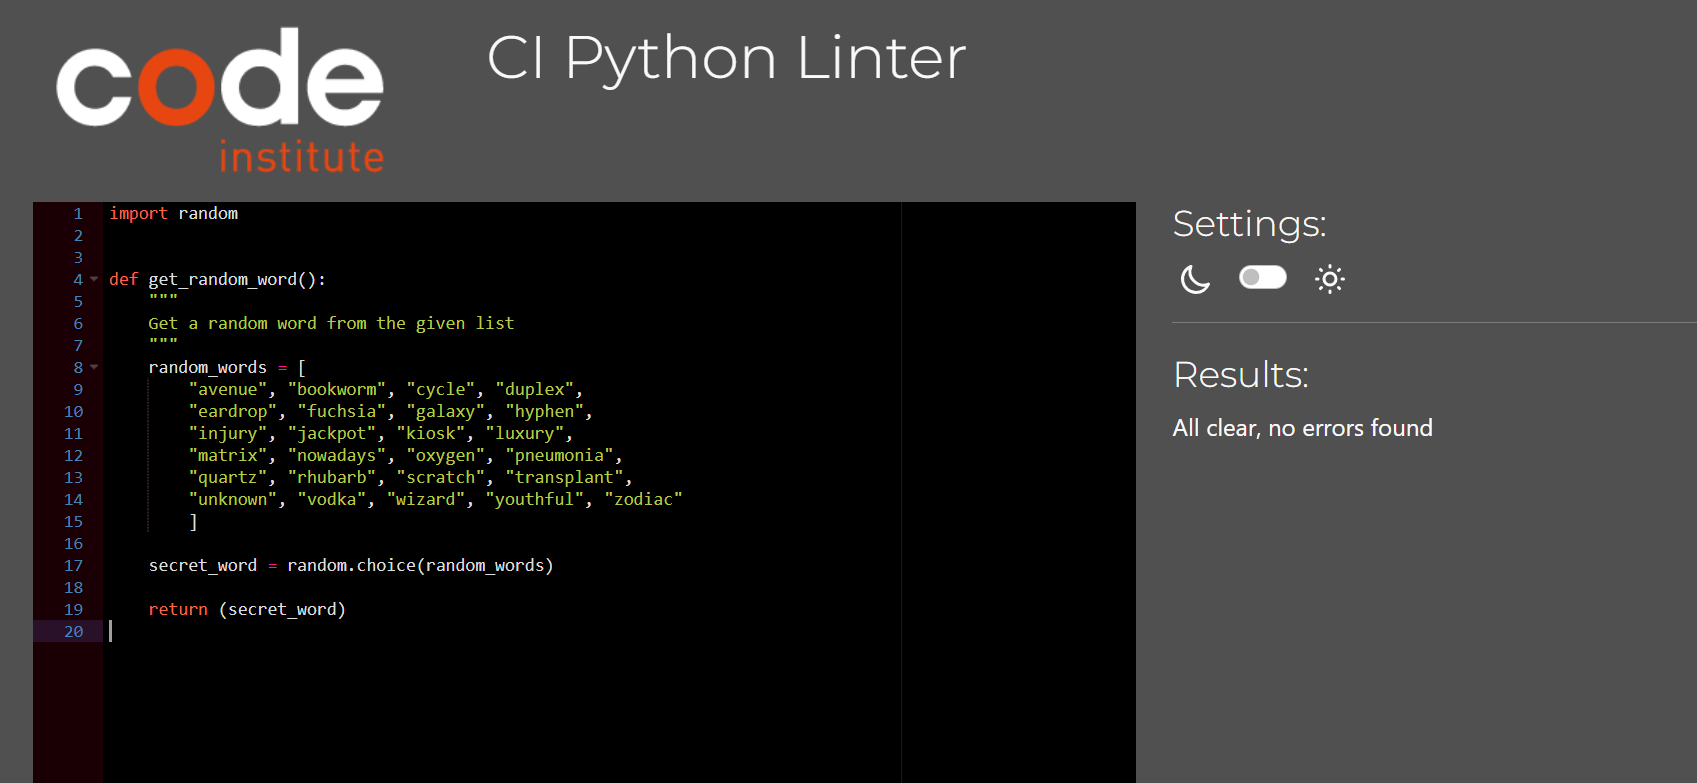 code
institute
CI Python Linter
1 import random
2
3
4 def get_random_word():
5     """
6     Get a random word from the given list
7     """
8     random_words = [
9         "avenue", "bookworm", "cycle", "duplex",
10         "eardrop", "fuchsia", "galaxy", "hyphen",
11         "injury", "jackpot", "kiosk", "luxury",
12         "matrix", "nowadays", "oxygen", "pneumonia",
13         "quartz", "rhubarb", "scratch", "transplant",
14         "unknown", "vodka", "wizard", "youthful", "zodiac"
15         ]
16
17     secret_word = random.choice(random_words)
18
19     return (secret_word)
20
Settings:
Results:
All clear, no errors found